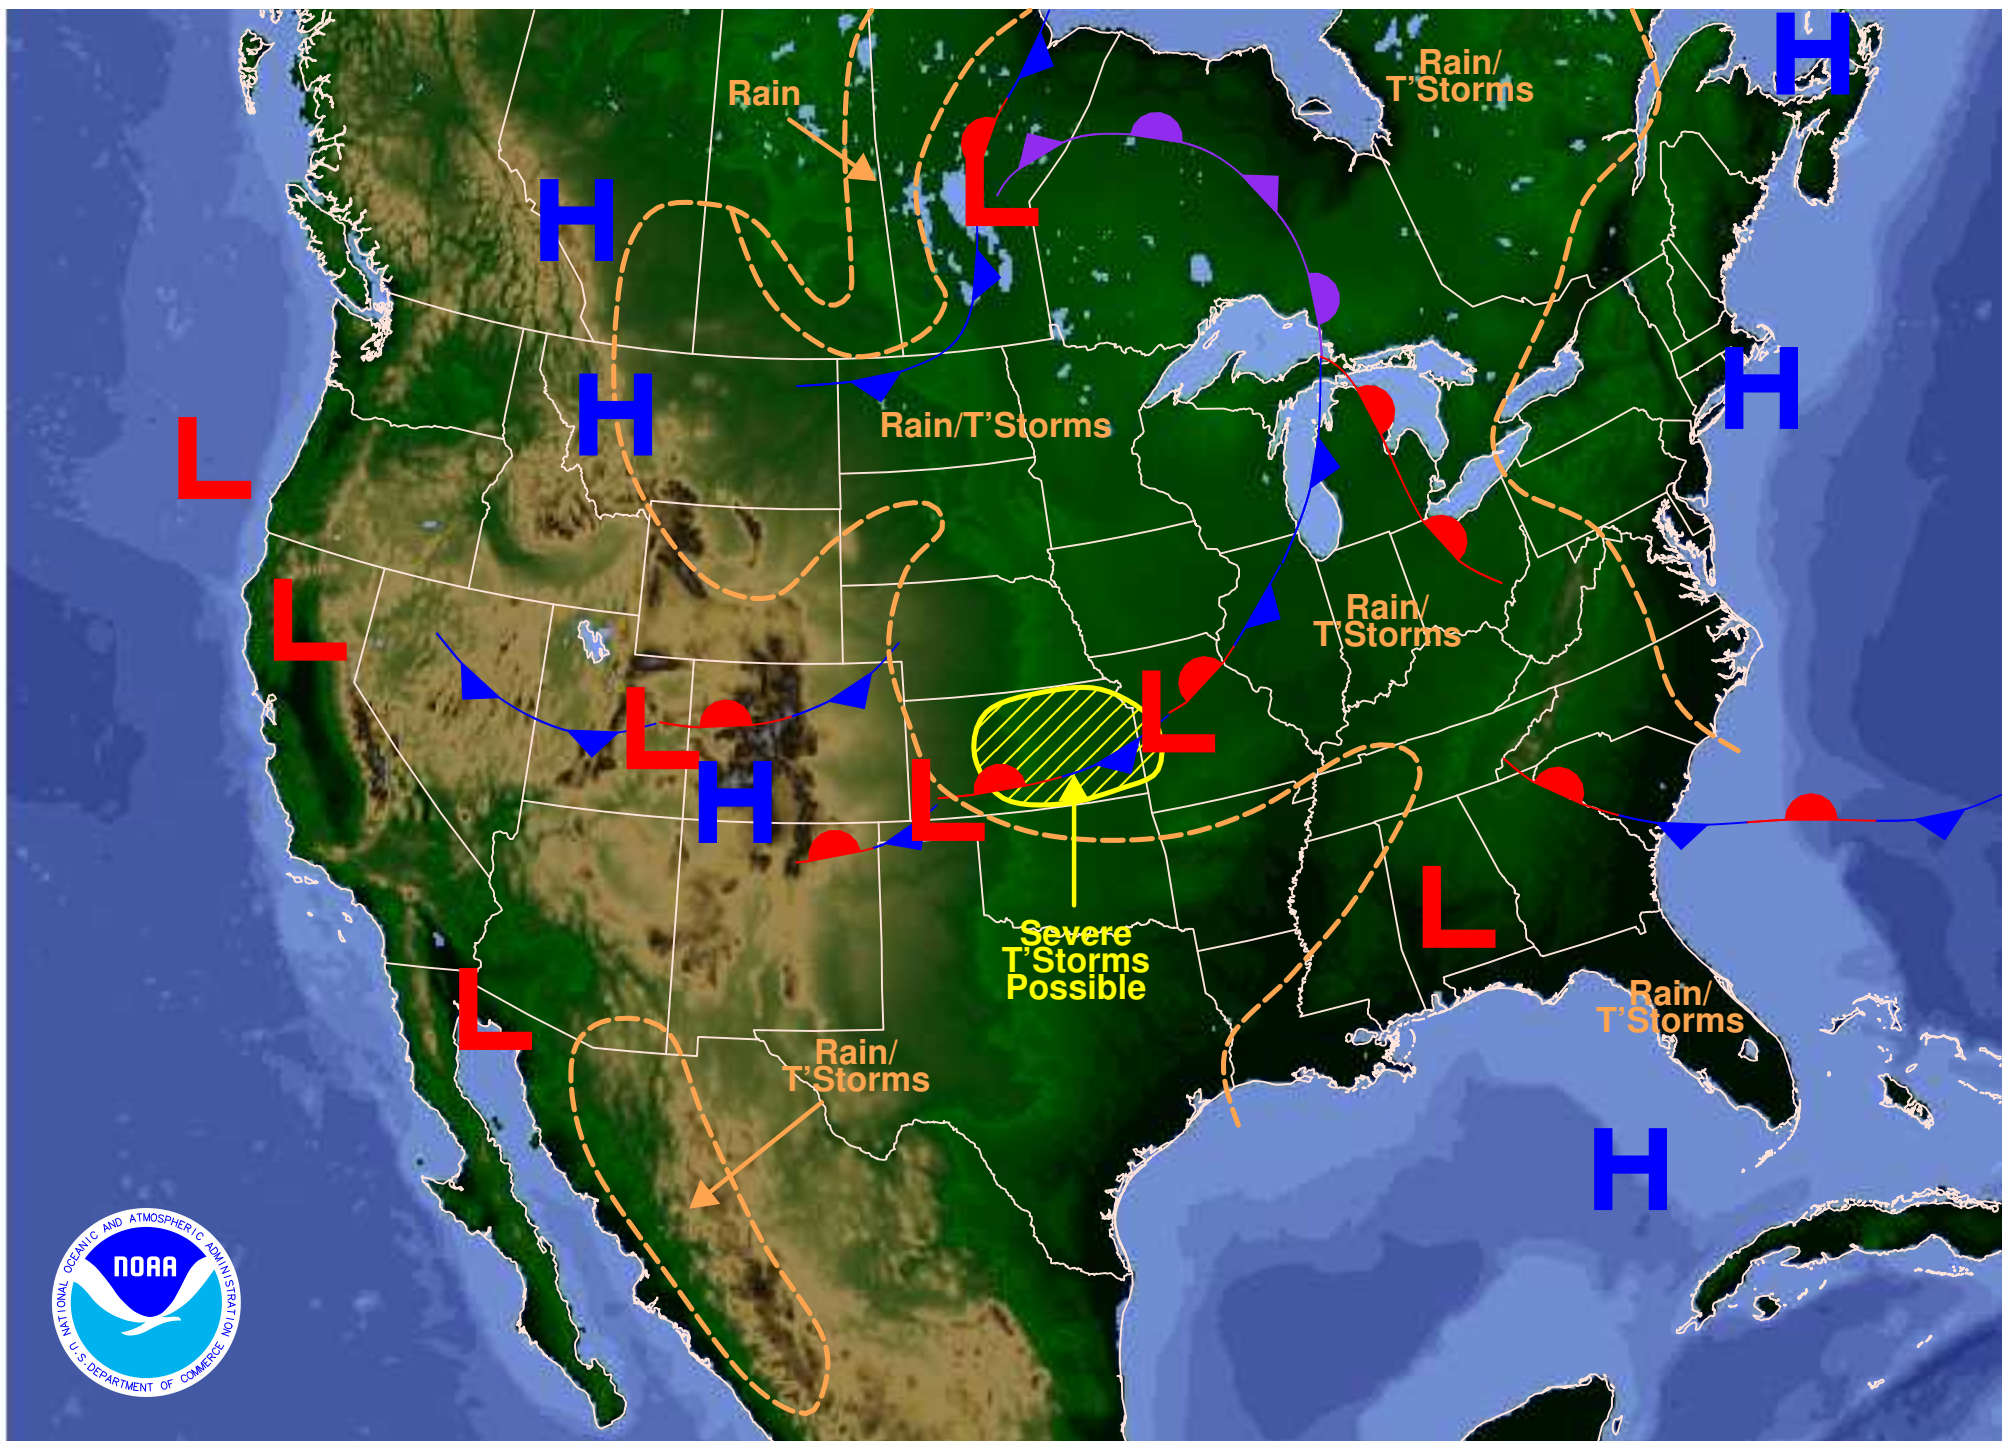 H
Rain/
T'Storms
Rain
L
H
H
H
Rain/T'Storms
L
L
Rain/
T'Storms
L
L
H
L
L
Severe
T'Storms
Possible
L
Rain/
T'Storms
Rain/
T'Storms
H
NATIONAL OCEANIC AND ATMOSPHERIC ADMINISTRATION
NOAA
U.S. DEPARTMENT OF COMMERCE